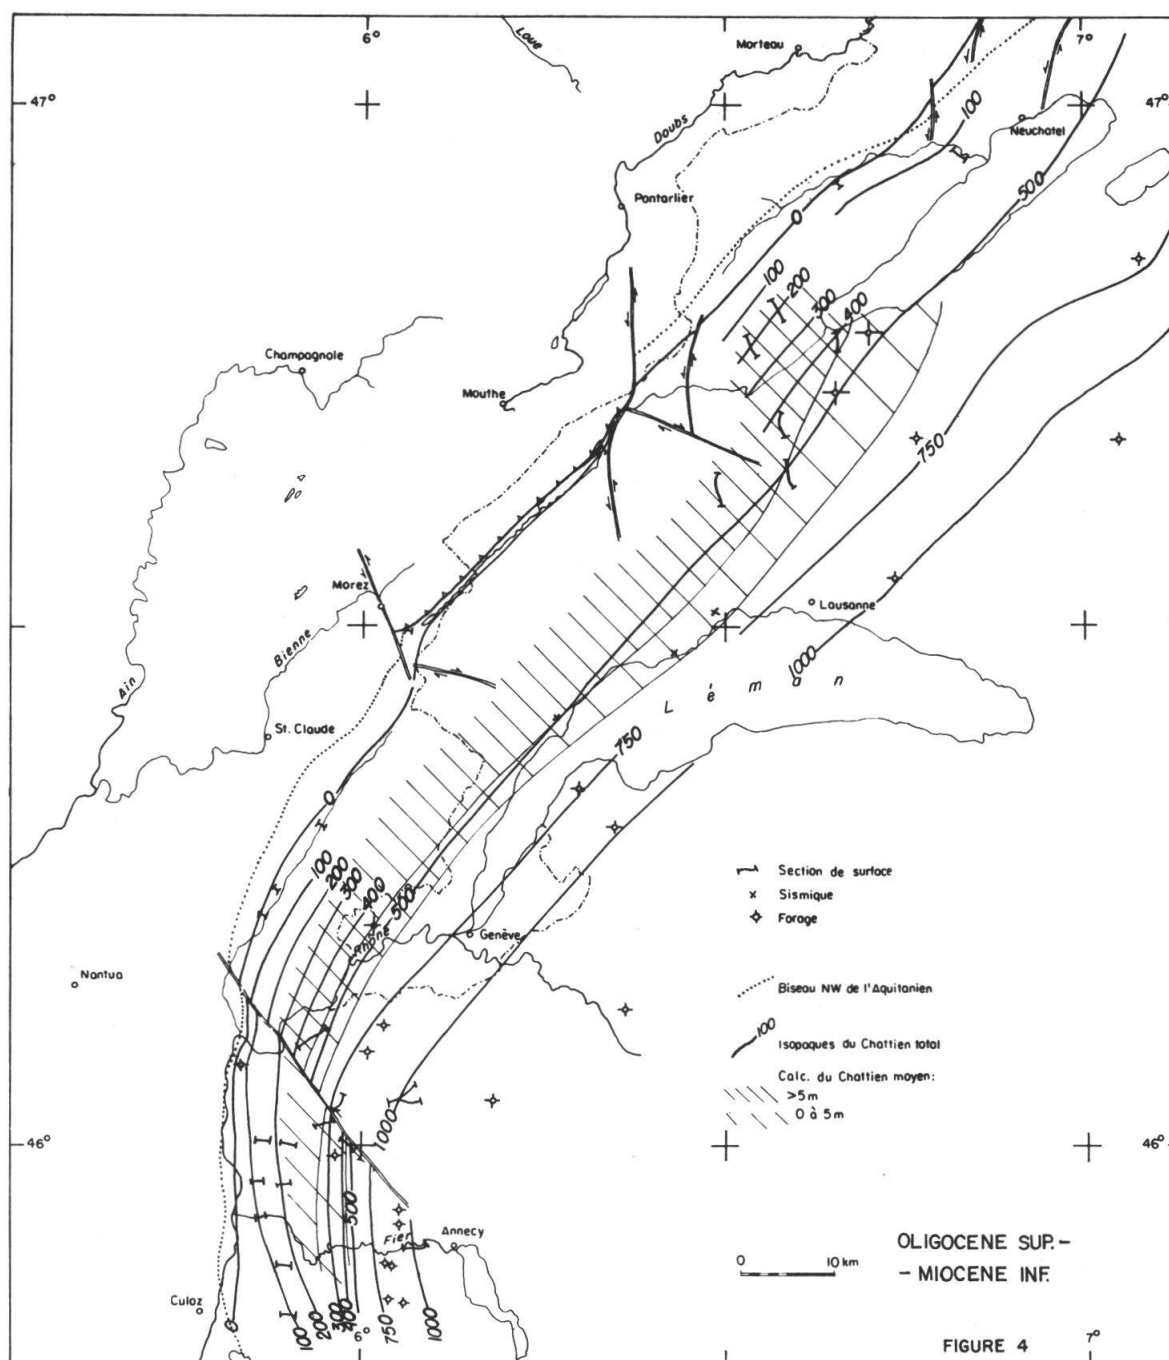 6°
7°
Loue
Morteau
47°
47°
100
Neuchatel
Doubs
500
Pontarlier
0
100
200
300
400
Champagnole
Mouthe
750
Morez
Lausanne
Bienne
1000
Ain
Léman
St. Claude
750
0
100
200
300
400
500
Section de surface
Sismique
Forage
Rhône
Genève
Nantua
Biseau NW de l'Aquitanien
100
Isopaques du Chattien total
Calc. du Chattien moyen:
>5m
0 à 5m
1000
46°
46°
500
Fier
Annecy
OLIGOCENE SUP.-
- MIOCENE INF.
0 10 km
Culoz
0
100
200
300
400
6°
750
1000
FIGURE 4
7°